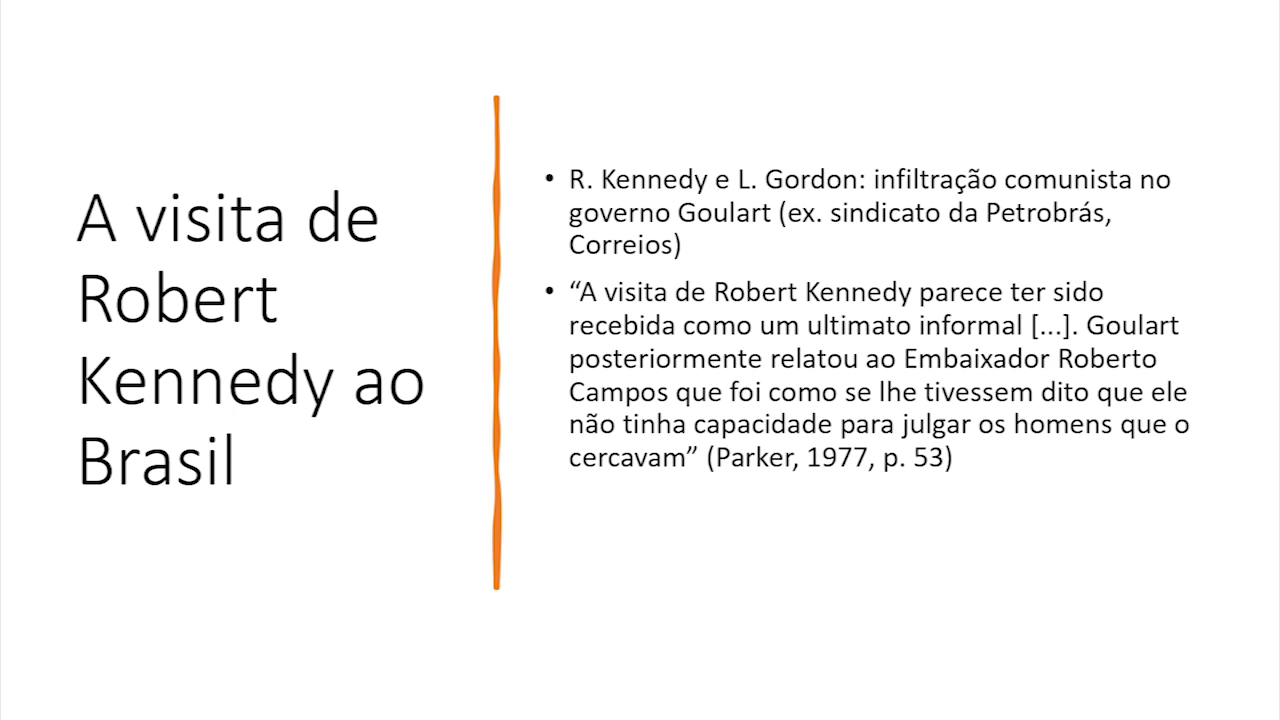 A visita de
Robert
Kennedy ao
Brasil
• R. Kennedy e L. Gordon: infiltração comunista no
governo Goulart (ex. sindicato da Petrobrás,
Correios)
• “A visita de Robert Kennedy parece ter sido
recebida como um ultimato informal [...]. Goulart
posteriormente relatou ao Embaixador Roberto
Campos que foi como se lhe tivessem dito que ele
não tinha capacidade para julgar os homens que o
cercavam” (Parker, 1977, p. 53)